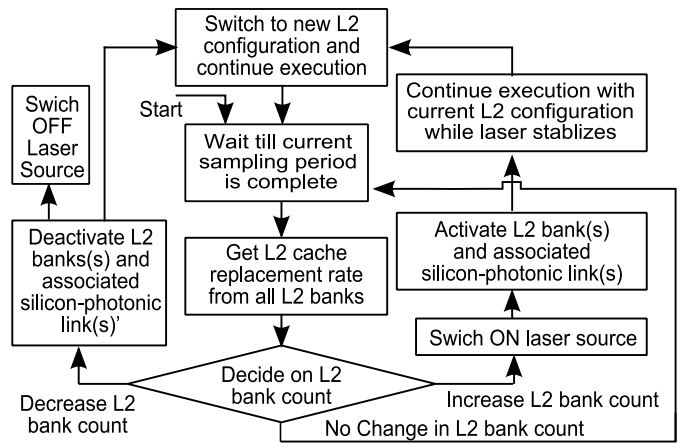 Switch to new L2
configuration and
continue execution
Swich
OFF
Laser
Source
Start
Continue execution with
current L2 configuration
while laser stablizes
Wait till current
sampling period
is complete
Deactivate L2
banks(s) and
associated
silicon-photonic
link(s)'
Get L2 cache
replacement rate
from all L2 banks
Activate L2 bank(s)
and associated
silicon-photonic link(s)
Swich ON laser source
Decide on L2
bank count
Decrease L2
bank count
Increase L2 bank count
No Change in L2 bank count